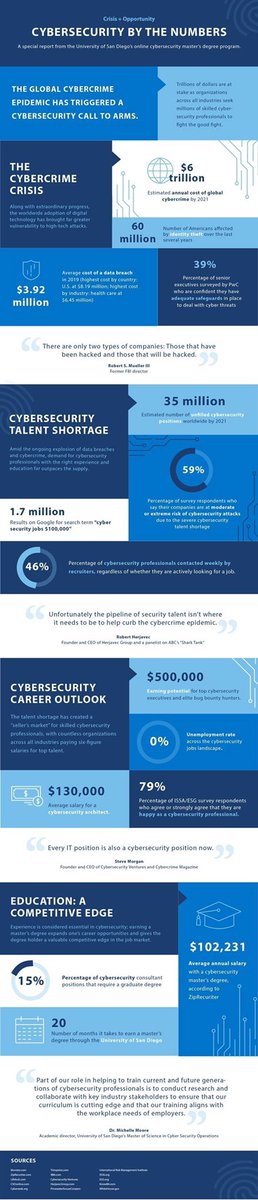 Crisis + Opportunity
CYBERSECURITY BY THE NUMBERS
A special report from the University of San Diego's online cybersecurity master's degree program.
THE GLOBAL CYBERCRIME
EPIDEMIC HAS TRIGGERED A
CYBERSECURITY CALL TO ARMS.
Trillions of dollars are at
stake as organizations
across all industries seek
millions of skilled cyber-
security professionals to
fight the good fight.
THE
CYBERCRIME
CRISIS
Along with extraordinary progress,
the worldwide adoption of digital
technology has brought far greater
vulnerability to high-tech attacks.
$6
trillion
Estimated annual cost of global
cybercrime by 2021
60
million
Number of Americans affected
by identity theft over the last
several years
$3.92
million
Average cost of a data breach
in 2019 (highest cost by country:
U.S. at $8.19 million; highest cost
by industry: health care at
$6.45 million)
39%
Percentage of senior
executives surveyed by PwC
who are confident they have
adequate safeguards in place
to deal with cyber threats
There are only two types of companies: Those that have
been hacked and those that will be hacked.
Robert S. Mueller III
Former FBI director
CYBERSECURITY
TALENT SHORTAGE
Amid the ongoing explosion of data breaches
and cybercrime, demand for cybersecurity
professionals with the right experience and
education far outpaces the supply.
35 million
Estimated number of unfilled cybersecurity
positions worldwide by 2021
59%
Percentage of survey respondents who
say their companies are at moderate
or extreme risk of cybersecurity attacks
due to the severe cybersecurity
talent shortage
1.7 million
Results on Google for search term "cyber
security jobs $100,000"
46%
Percentage of cybersecurity professionals contacted weekly by
recruiters, regardless of whether they are actively looking for a job.
Unfortunately the pipeline of security talent isn't where
it needs to be to help curb the cybercrime epidemic.
Robert Herjavec
Founder and CEO of Herjavec Group and a panelist on ABC's "Shark Tank"
CYBERSECURITY
CAREER OUTLOOK
The talent shortage has created a
"seller's market" for skilled cybersecurity
professionals, with countless organizations
across all industries paying six-figure
salaries for top talent.
$500,000
Earning potential for top cybersecurity
executives and elite bug bounty hunters.
0%
Unemployment rate
across the cybersecurity
jobs landscape.
$130,000
Average salary for a
cybersecurity architect.
79%
Percentage of ISSA/ESG survey respondents
who agree or strongly agree that they are
happy as a cybersecurity professional.
Every IT position is also a cybersecurity position now.
Steve Morgan
Founder and CEO of Cybersecurity Ventures and Cybercrime Magazine
EDUCATION: A
COMPETITIVE EDGE
Experience is considered essential in cybersecurity; earning a
master's degree expands one's career opportunities and gives the
degree holder a valuable competitive edge in the job market.
15%
Percentage of cybersecurity consultant
positions that require a graduate degree
$102,231
Average annual salary
with a cybersecurity
master's degree,
according to
ZipRecruiter
20
Number of months it takes to earn a master's
degree through the University of San Diego
Part of our role in helping to train current and future genera-
tions of cybersecurity professionals is to conduct research and
collaborate with key industry stakeholders to ensure that our
curriculum is cutting edge and that our training aligns with
the workplace needs of employers.
Dr. Michelle Moore
Academic director, University of San Diego's Master of Science in Cyber Security Operations
SOURCES